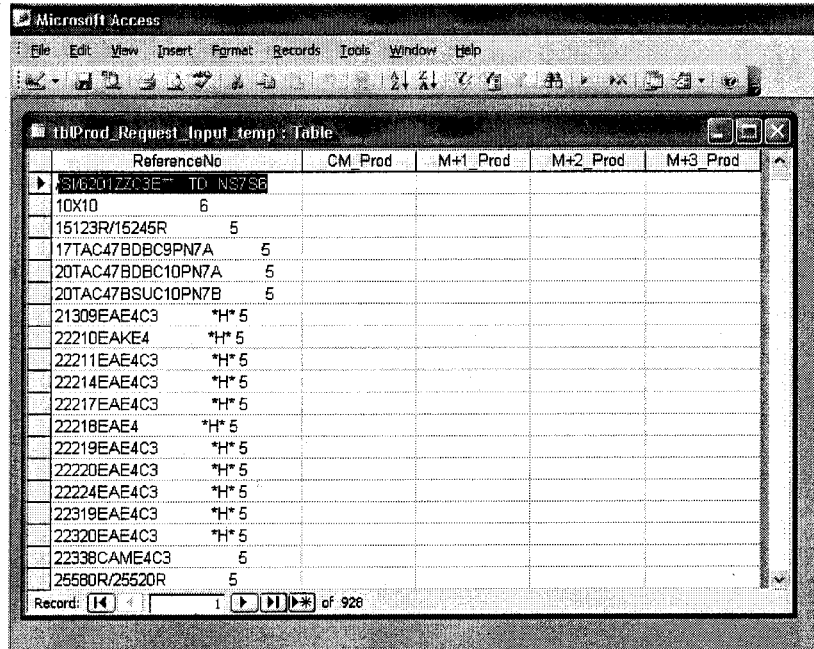 Microsoft Access
File Edit View Insert Format Records Tools Window Help
tblProd_Request_Input_temp : Table
ReferenceNo CM_Prod M+1_Prod M+2_Prod M+3_Prod
TD NS7S6
10X10 6
15123R/15245R 5
17TAC47BDBC9PN7A 5
20TAC47BDBC10PN7A 5
20TAC47BSUC10PN7B 5
21309EAE4C3 *H* 5
22210EAKE4 *H* 5
22211EAE4C3 *H* 5
22214EAE4C3 *H* 5
22217EAE4C3 *H* 5
22218EAE4 *H* 5
22219EAE4C3 *H* 5
22220EAE4C3 *H* 5
22224EAE4C3 *H* 5
22319EAE4C3 *H* 5
22320EAE4C3 *H* 5
22338CAME4C3 5
25580R/25520R 5
Record: 1 of 928